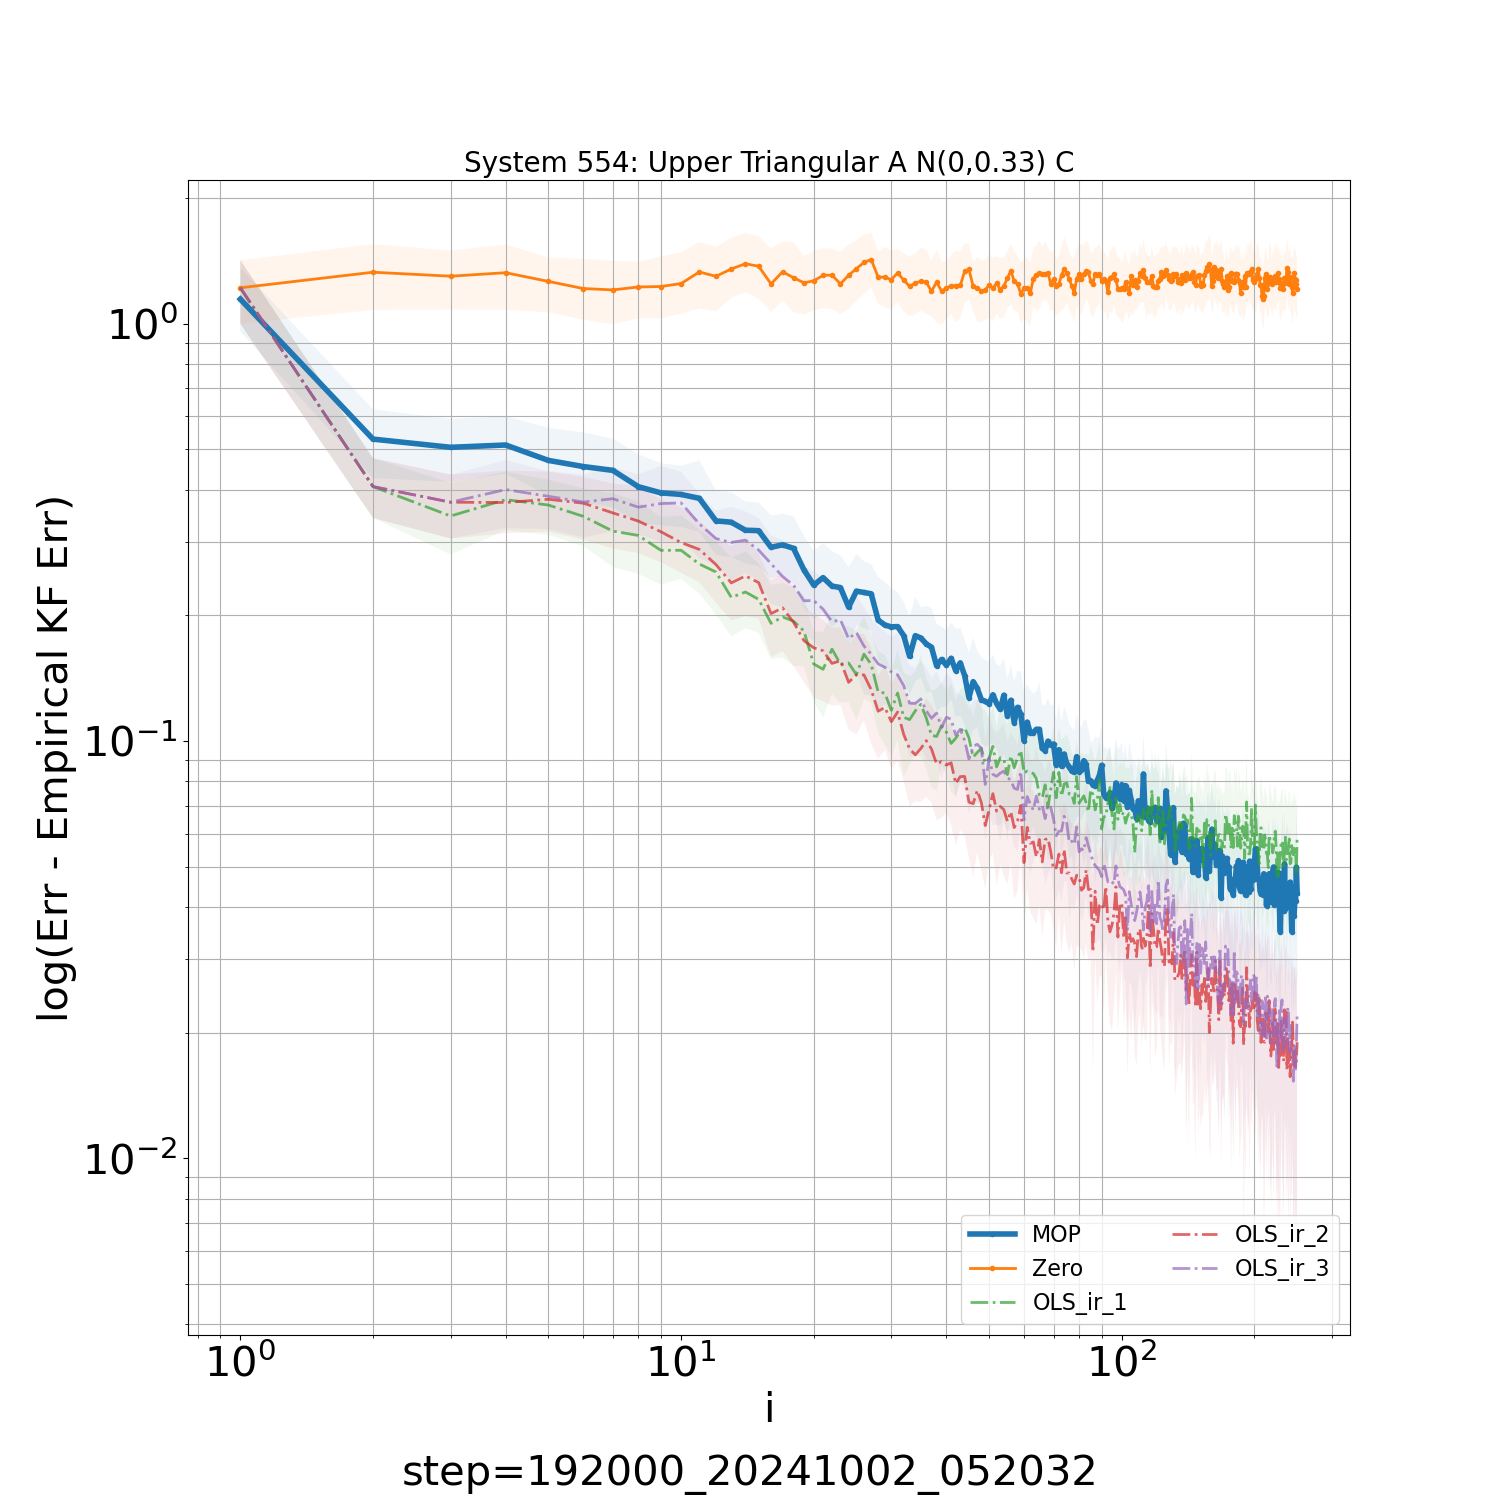 System 554: Upper Triangular A N(0,0.33) C
log(Err - Empirical KF Err)
10⁰
10⁻¹
10⁻²
MOP
Zero
OLS_ir_1
OLS_ir_2
OLS_ir_3
10⁰ 10¹ 10²
i
step=192000_20241002_052032